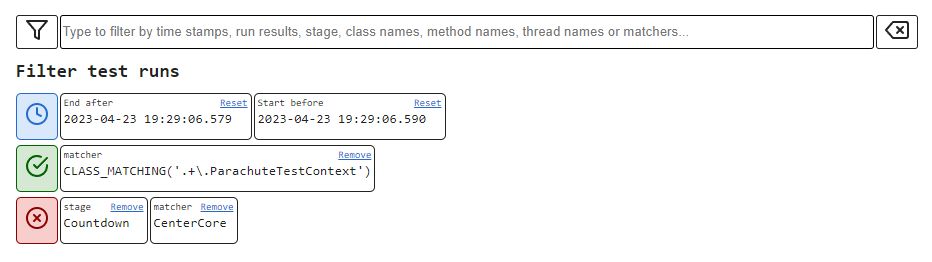 Type to filter by time stamps, run results, stage, class names, method names, thread names or matchers...
Filter test runs
End after Reset Start before Reset
2023-04-23 19:29:06.579 2023-04-23 19:29:06.590
matcher Remove
CLASS_MATCHING('.+\.ParachuteTestContext')
stage Remove matcher Remove
Countdown CenterCore